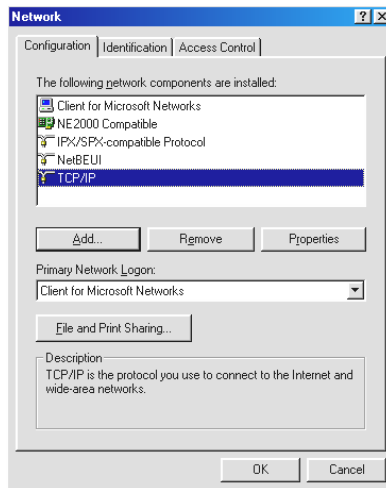 Network
Configuration Identification Access Control
The following network components are installed:
Client for Microsoft Networks
NE2000 Compatible
IPX/SPX-compatible Protocol
NetBEUI
TCP/IP
Add... Remove Properties
Primary Network Logon:
Client for Microsoft Networks
File and Print Sharing...
Description
TCP/IP is the protocol you use to connect to the Internet and
wide-area networks.
OK Cancel